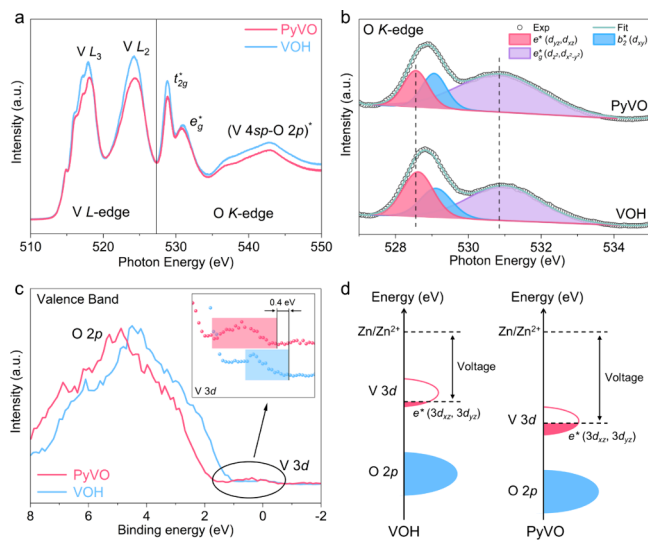 a
PyVO
VOH
V L3
V L2
t*2g
e*g
(V 4sp-O 2p)*
V L-edge
O K-edge
Intensity (a.u.)
510 515 520 525 530 535 540 545 550
Photon Energy (eV)
b
O K-edge
Exp
Fit
e* (dyz,dxz)
b*2 (dxy)
e*g(dz²,dx²-y²)
PyVO
VOH
Intensity (a.u.)
528 530 532 534
Photon Energy (eV)
c
Valence Band
O 2p
0.4 eV
V 3d
V 3d
PyVO
VOH
Intensity (a.u.)
8 6 4 2 0 -2
Binding energy (eV)
d
Energy (eV)
Zn/Zn2+
Voltage
V 3d
e* (3dxz, 3dyz)
O 2p
VOH
Energy (eV)
Zn/Zn2+
Voltage
V 3d
e* (3dxz, 3dyz)
O 2p
PyVO